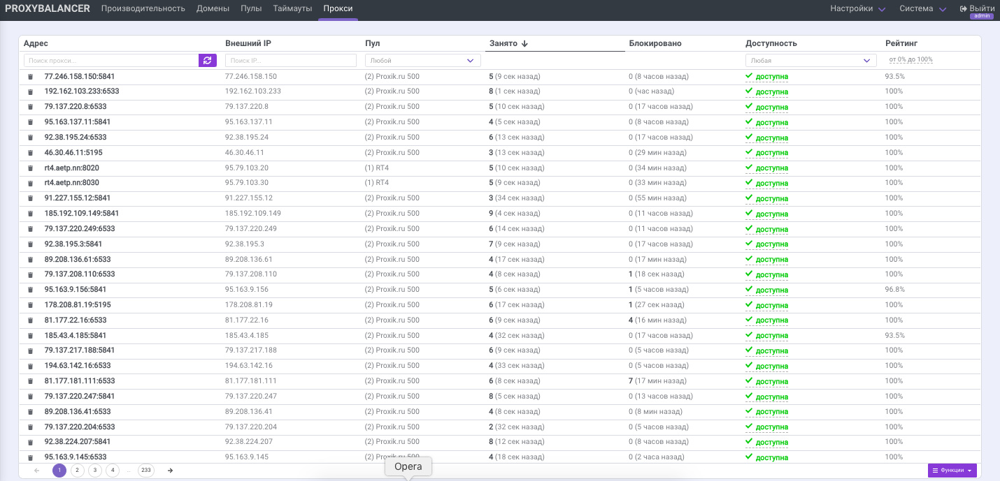 PROXYBALANCER Производительность Домены Пулы Таймауты Прокси Настройки Система Выйти
admin
Адрес Внешний IP Пул Занято ↓ Блокировано Доступность Рейтинг
Поиск прокси... Поиск IP... Любой Любая от 0% до 100%
77.246.158.150:5841 77.246.158.150 (2) Proxik.ru 500 5 (9 сек назад) 0 (8 часов назад) доступна 93.5%
192.162.103.233:6533 192.162.103.233 (2) Proxik.ru 500 8 (1 сек назад) 0 (час назад) доступна 100%
79.137.220.8:6533 79.137.220.8 (2) Proxik.ru 500 5 (10 сек назад) 0 (17 часов назад) доступна 100%
95.163.137.11:5841 95.163.137.11 (2) Proxik.ru 500 4 (5 сек назад) 0 (8 часов назад) доступна 100%
92.38.195.24:6533 92.38.195.24 (2) Proxik.ru 500 6 (13 сек назад) 0 (17 часов назад) доступна 100%
46.30.46.11:5195 46.30.46.11 (2) Proxik.ru 500 3 (13 сек назад) 0 (29 мин назад) доступна 100%
rt4.aetp.nn:8020 95.79.103.20 (1) RT4 5 (10 сек назад) 0 (34 мин назад) доступна 100%
rt4.aetp.nn:8030 95.79.103.30 (1) RT4 5 (9 сек назад) 0 (33 мин назад) доступна 100%
91.227.155.12:5841 91.227.155.12 (2) Proxik.ru 500 3 (34 сек назад) 0 (55 мин назад) доступна 100%
185.192.109.149:5841 185.192.109.149 (2) Proxik.ru 500 9 (4 сек назад) 0 (11 часов назад) доступна 100%
79.137.220.249:6533 79.137.220.249 (2) Proxik.ru 500 6 (14 сек назад) 0 (11 часов назад) доступна 100%
92.38.195.3:5841 92.38.195.3 (2) Proxik.ru 500 7 (9 сек назад) 0 (17 часов назад) доступна 100%
89.208.136.61:6533 89.208.136.61 (2) Proxik.ru 500 4 (17 сек назад) 0 (17 мин назад) доступна 100%
79.137.208.110:6533 79.137.208.110 (2) Proxik.ru 500 4 (8 сек назад) 1 (18 сек назад) доступна 100%
95.163.9.156:5841 95.163.9.156 (2) Proxik.ru 500 5 (6 сек назад) 1 (5 часов назад) доступна 96.8%
178.208.81.19:5195 178.208.81.19 (2) Proxik.ru 500 6 (17 сек назад) 1 (27 сек назад) доступна 100%
81.177.22.16:6533 81.177.22.16 (2) Proxik.ru 500 6 (9 сек назад) 4 (16 мин назад) доступна 100%
185.43.4.185:5841 185.43.4.185 (2) Proxik.ru 500 4 (32 сек назад) 0 (17 часов назад) доступна 93.5%
79.137.217.188:5841 79.137.217.188 (2) Proxik.ru 500 6 (9 сек назад) 0 (5 часов назад) доступна 100%
194.63.142.16:6533 194.63.142.16 (2) Proxik.ru 500 4 (33 сек назад) 0 (5 часов назад) доступна 100%
81.177.181.111:6533 81.177.181.111 (2) Proxik.ru 500 6 (8 сек назад) 7 (17 мин назад) доступна 100%
79.137.220.247:5841 79.137.220.247 (2) Proxik.ru 500 8 (5 сек назад) 0 (13 часов назад) доступна 100%
89.208.136.41:6533 89.208.136.41 (2) Proxik.ru 500 4 (8 сек назад) 0 (8 мин назад) доступна 100%
79.137.220.204:6533 79.137.220.204 (2) Proxik.ru 500 2 (32 сек назад) 0 (5 часов назад) доступна 100%
92.38.224.207:5841 92.38.224.207 (2) Proxik.ru 500 8 (12 сек назад) 0 (8 часов назад) доступна 100%
95.163.9.145:6533 95.163.9.145 (2) Proxik.ru 500 4 (18 сек назад) 0 (2 часа назад) доступна 100%
← 1 2 3 4 ... 233 → Opera Функции